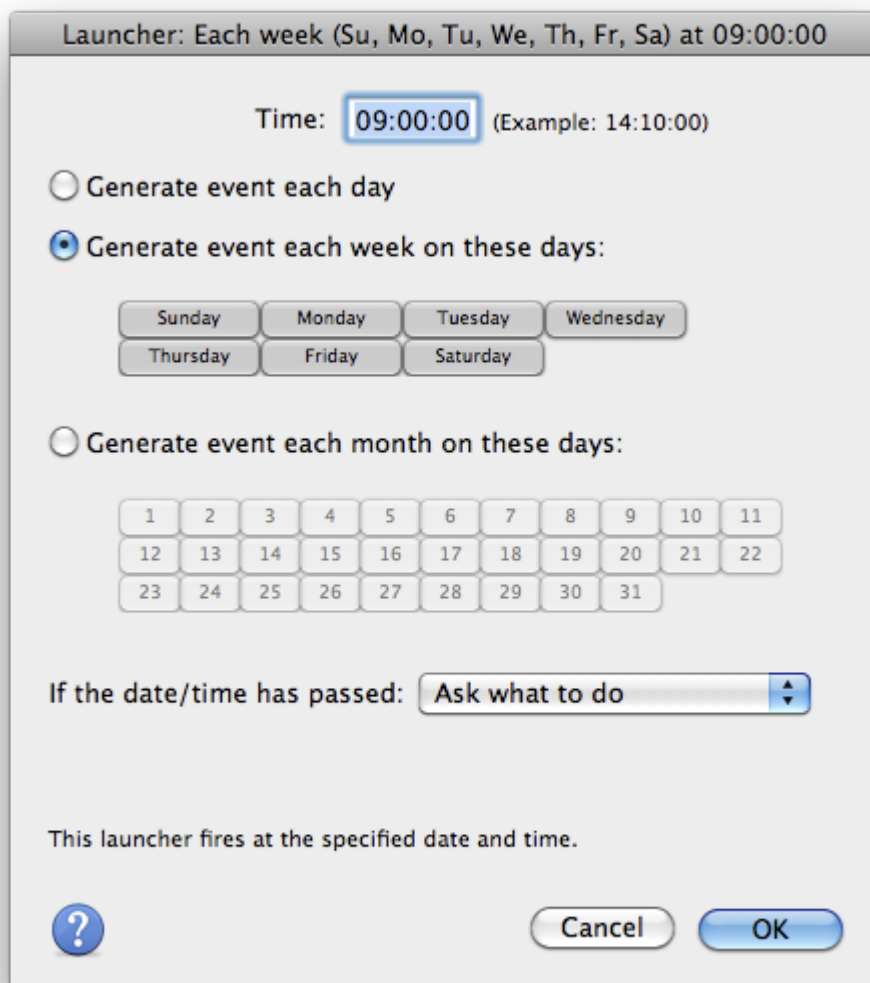 Launcher: Each week (Su, Mo, Tu, We, Th, Fr, Sa) at 09:00:00
Time: 09:00:00 (Example: 14:10:00)
Generate event each day
Generate event each week on these days:
Sunday Monday Tuesday Wednesday
Thursday Friday Saturday
Generate event each month on these days:
1 2 3 4 5 6 7 8 9 10 11
12 13 14 15 16 17 18 19 20 21 22
23 24 25 26 27 28 29 30 31
If the date/time has passed: Ask what to do
This launcher fires at the specified date and time.
? Cancel OK